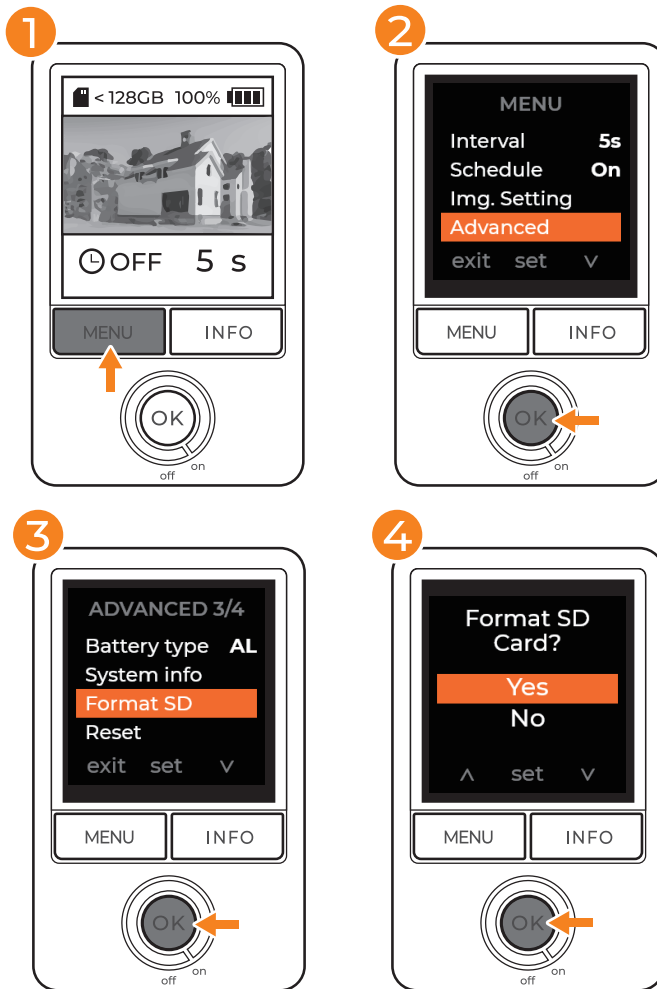 1
< 128GB 100%
OFF 5 s
MENU INFO
OK
off on
2
MENU
Interval 5s
Schedule On
Img. Setting
Advanced
exit set ∨
MENU INFO
OK
off on
3
ADVANCED 3/4
Battery type AL
System info
Format SD
Reset
exit set ∨
MENU INFO
OK
off on
4
Format SD
Card?
Yes
No
∧ set ∨
MENU INFO
OK
off on